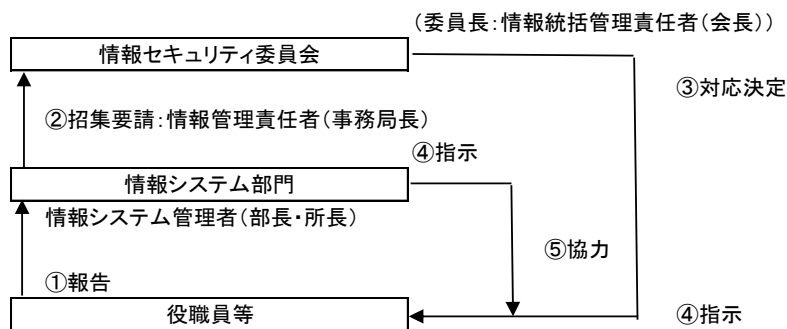 (委員長:情報統括管理責任者(会長))
情報セキュリティ委員会
③対応決定
②招集要請:情報管理責任者(事務局長)
④指示
情報システム部門
情報システム管理者(部長・所長)
⑤協力
①報告
役職員等
④指示